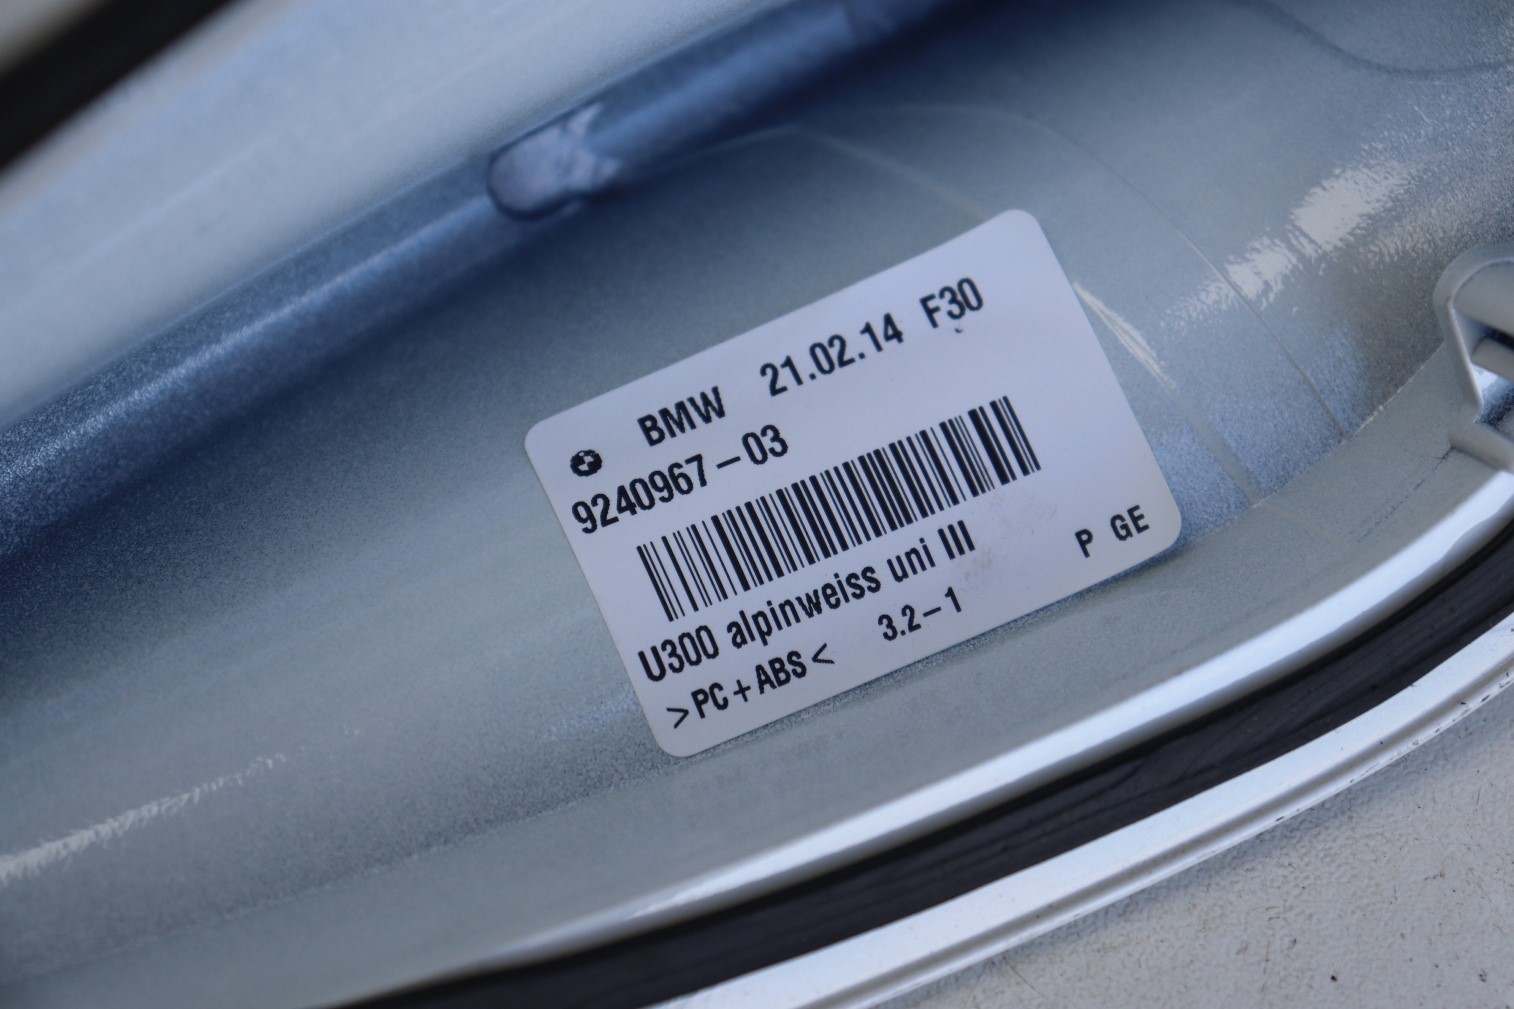 BMW 21.02.14 F30
9240967-03
U300 alpinweiss uni III
>PC+ABS< 3.2-1 P GE